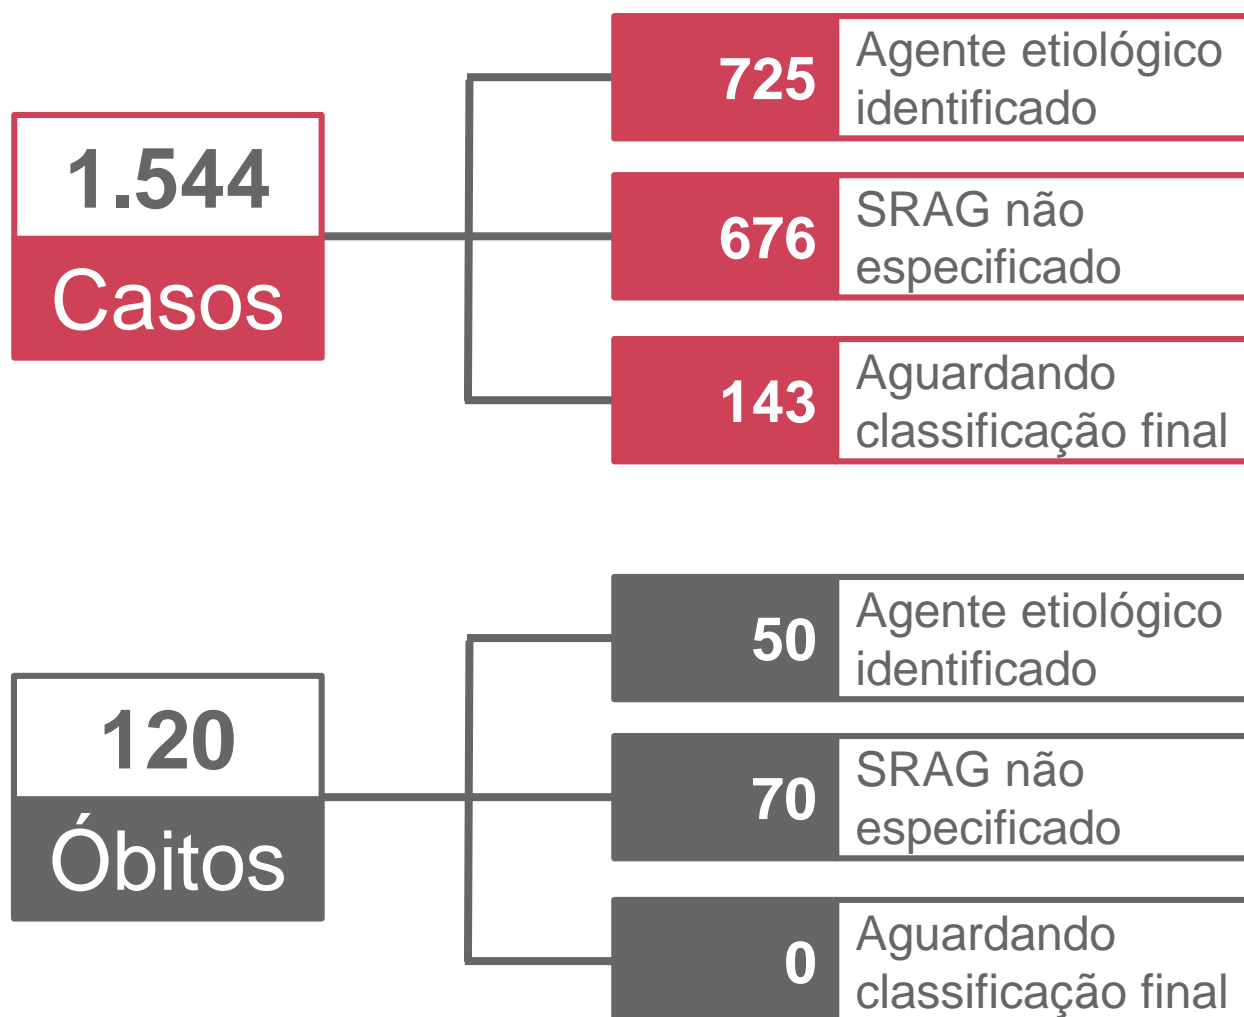 1.544
Casos
725
Agente etiológico
identificado
676
SRAG não
especificado
143
Aguardando
classificação final
120
Óbitos
50
Agente etiológico
identificado
70
SRAG não
especificado
0
Aguardando
classificação final